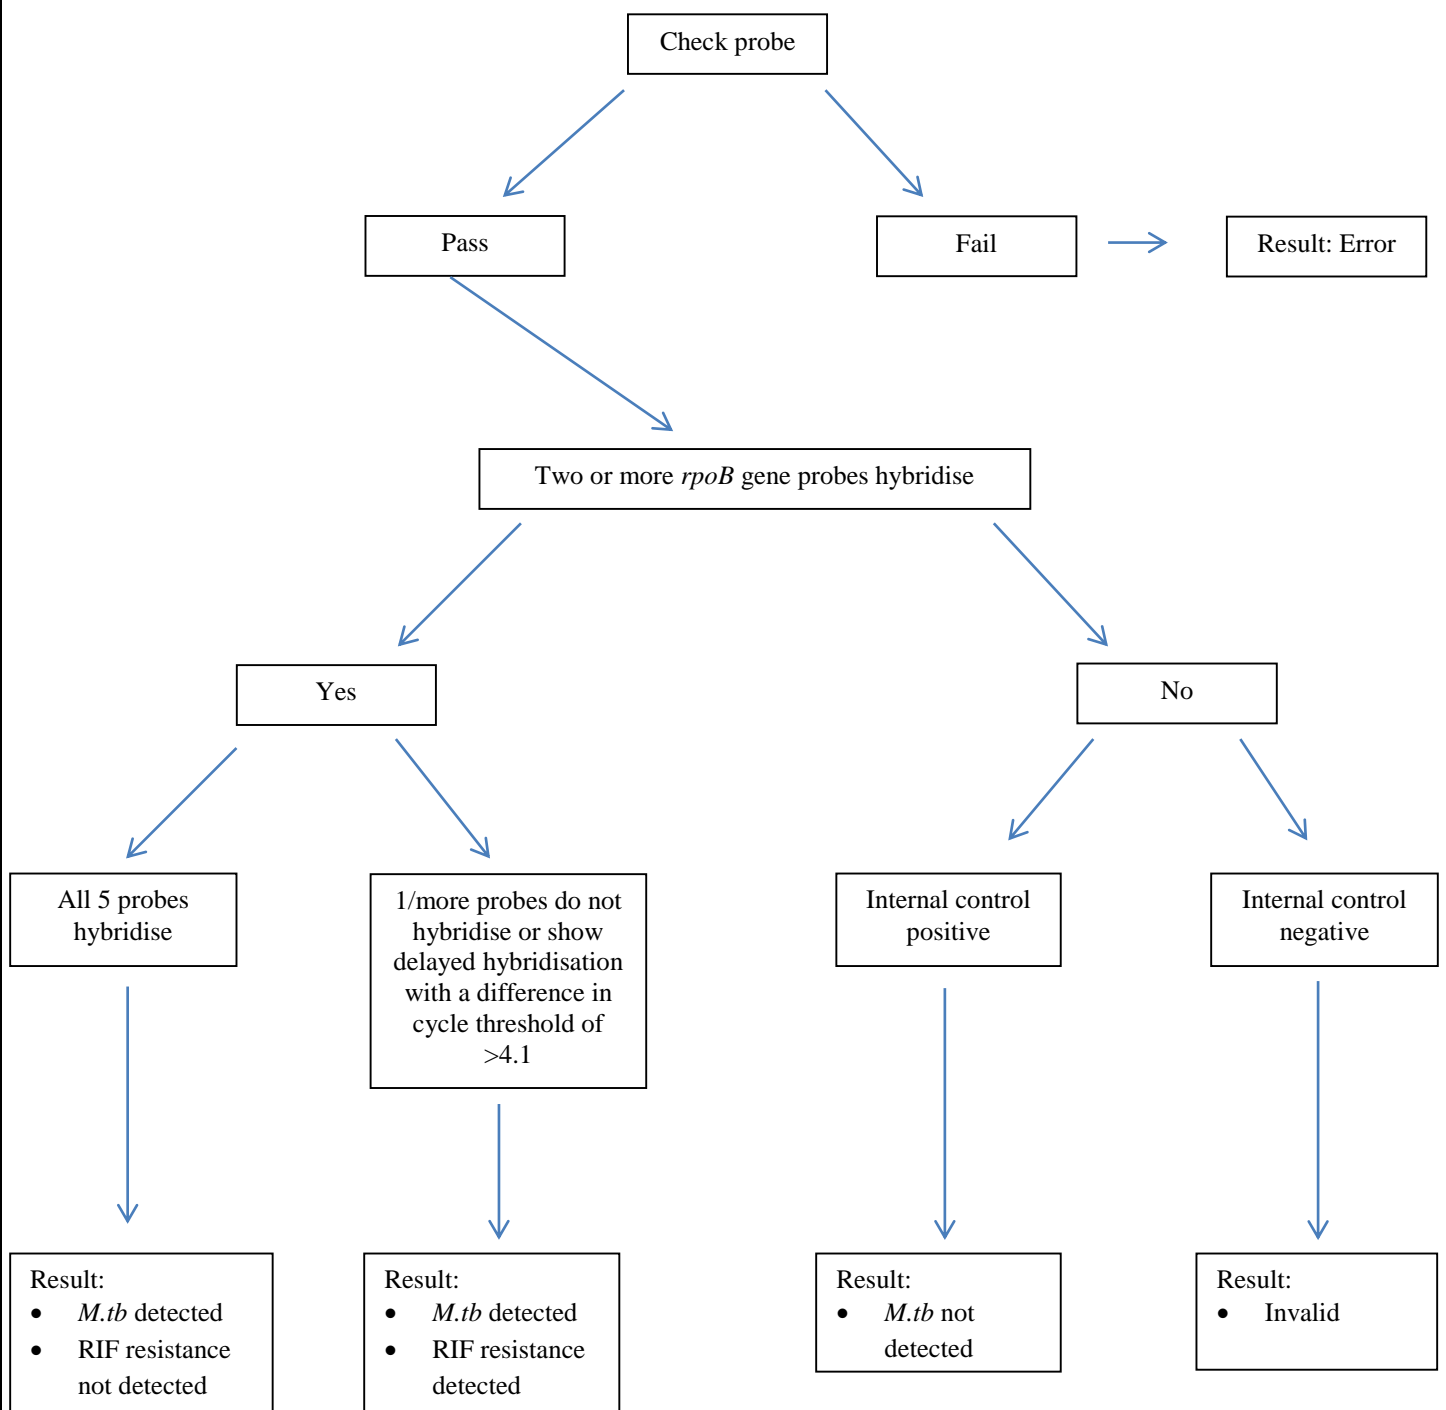 Check probe
Pass
Fail
Result: Error
Two or more rpoB gene probes hybridise
Yes
No
All 5 probes
hybridise
1/more probes do not
hybridise or show
delayed hybridisation
with a difference in
cycle threshold of
>4.1
Internal control
positive
Internal control
negative
Result:
• M.tb detected
• RIF resistance
not detected
Result:
• M.tb detected
• RIF resistance
detected
Result:
• M.tb not
detected
Result:
• Invalid